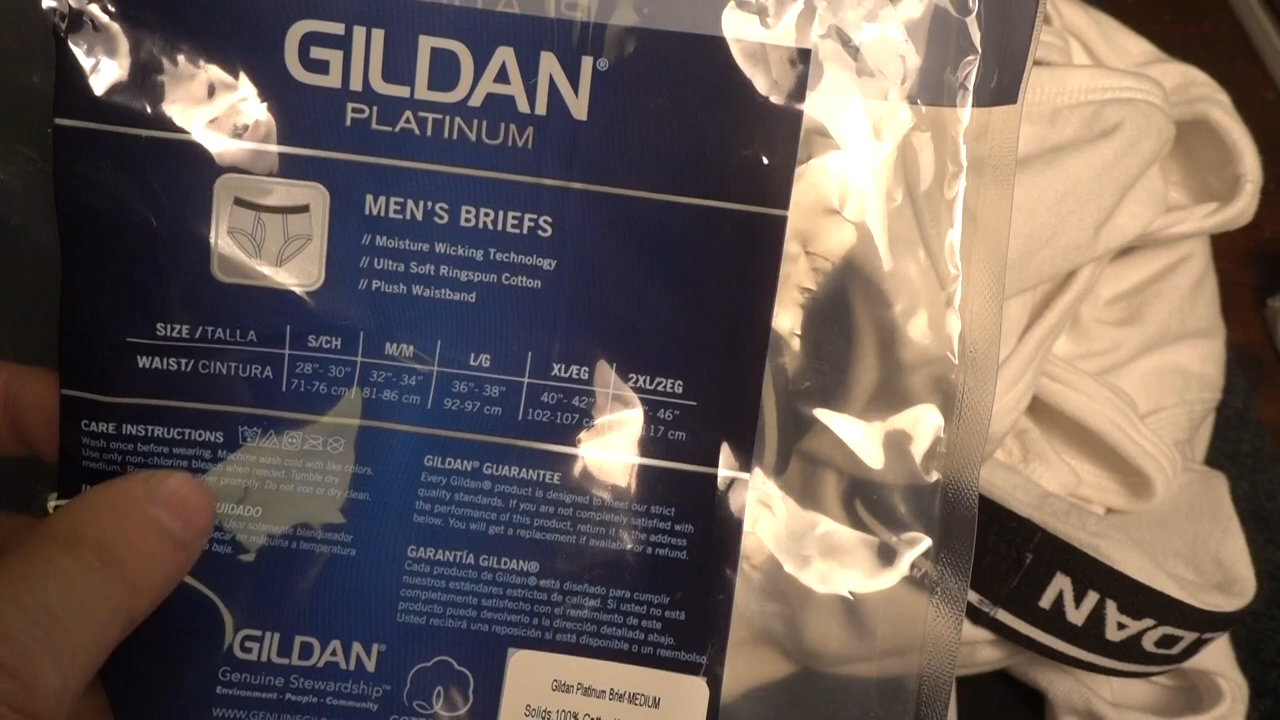 GILDAN®
PLATINUM
MEN'S BRIEFS
// Moisture Wicking Technology
// Ultra Soft Ringspun Cotton
// Plush Waistband
SIZE / TALLA S/CH M/M L/G XL/EG 2XL/2EG
WAIST/ CINTURA 28"- 30" 32"- 34" 36"- 38" 40"- 42" - 46"
71-76 cm 81-86 cm 92-97 cm 102-107 117 cm
CARE INSTRUCTIONS
Wash once before wearing. Machine wash cold with like colors.
Use only non-chlorine bleach when needed. Tumble dry
medium. promptly. Do not iron or dry clean.
Usar solamente blanqueador
en máquina a temperatura
baja.
GILDAN® GUARANTEE
Every Gildan® product is designed to meet our strict
quality standards. If you are not completely satisfied with
the performance of this product, return it to the address
below. You will get a replacement if available or a refund.
GARANTÍA GILDAN®
Cada producto de Gildan® está diseñado para cumplir
nuestros estándares estrictos de calidad. Si usted no está
completamente satisfecho con el rendimiento de este
producto puede devolverlo a la dirección detallada abajo.
Usted recibirá una reposición si está disponible o un reembolso.
GILDAN®
Genuine Stewardship™
Environment - People - Community
Gildan Platinum Brief-MEDIUM
Solids 100%
ILDAN